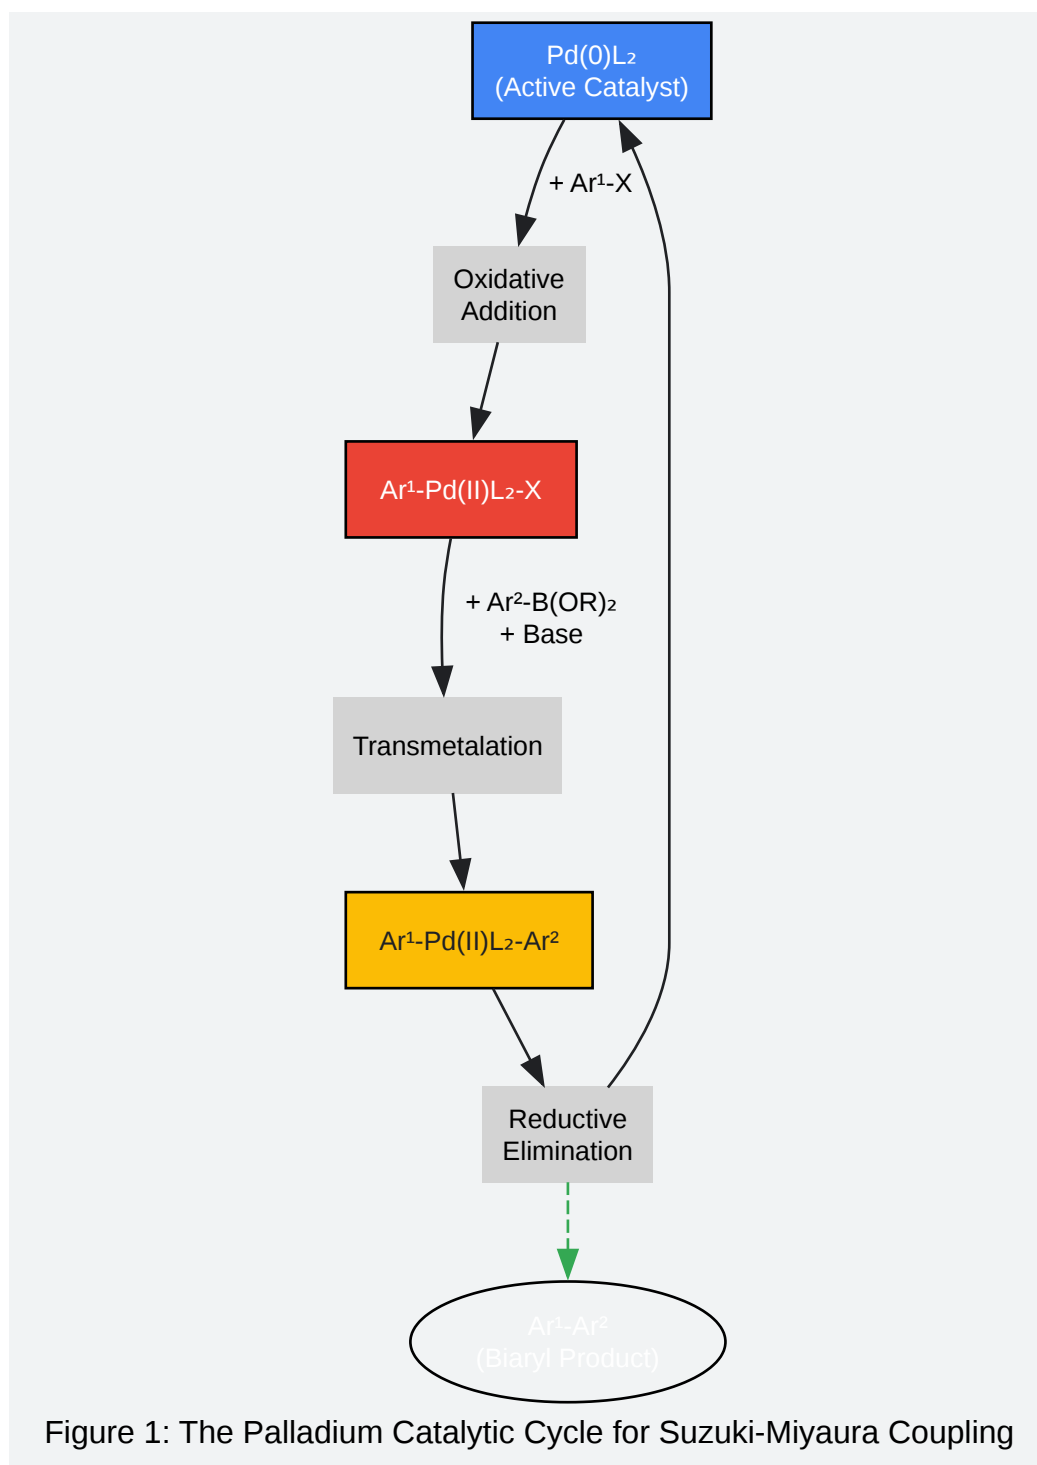 Pd(0)L₂
(Active Catalyst)
+ Ar¹-X
Oxidative
Addition
Ar¹-Pd(II)L₂-X
+ Ar²-B(OR)₂
+ Base
Transmetalation
Ar¹-Pd(II)L₂-Ar²
Reductive
Elimination
Ar¹-Ar²
(Biaryl Product)
Figure 1: The Palladium Catalytic Cycle for Suzuki-Miyaura Coupling